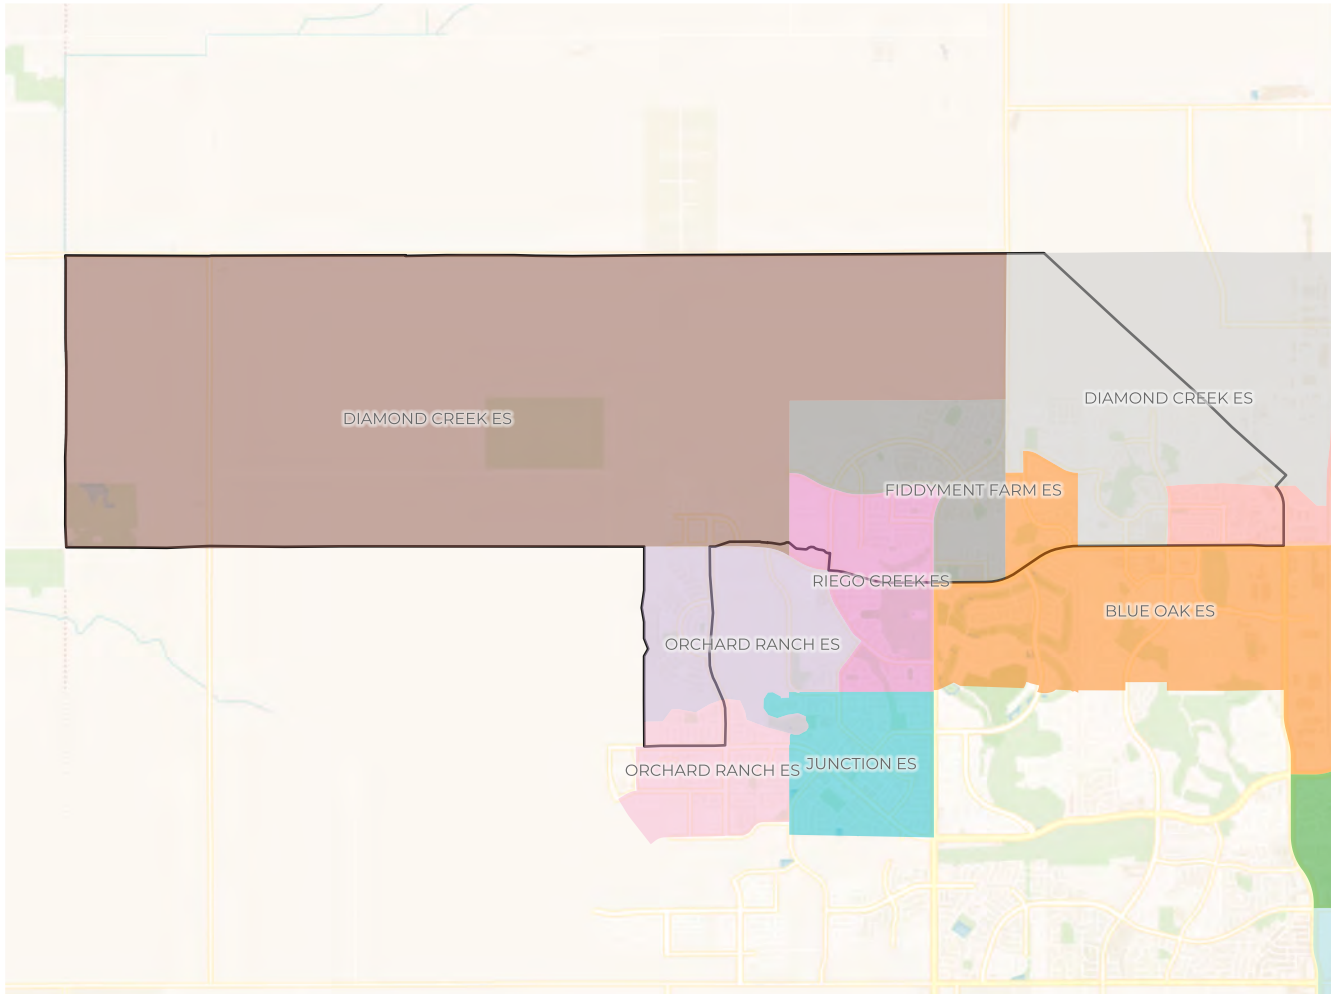 DIAMOND CREEK ES
DIAMOND CREEK ES
FIDDYMENT FARM ES
RIEGO CREEK ES
BLUE OAK ES
ORCHARD RANCH ES
JUNCTION ES
ORCHARD RANCH ES